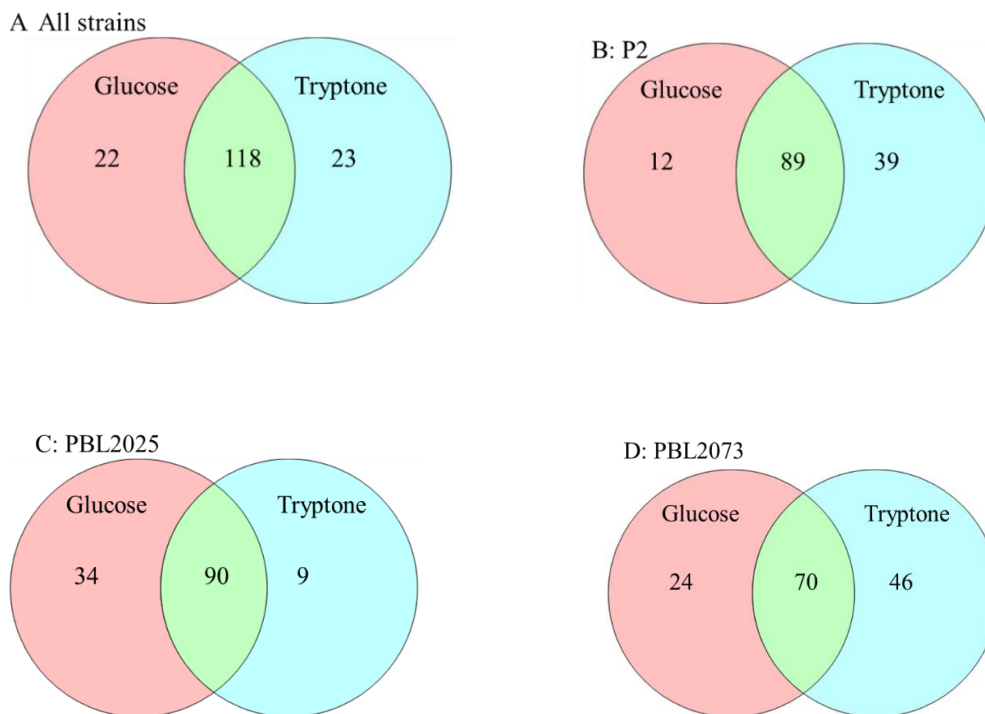 A All strains
Glucose
Tryptone
22
118
23
B: P2
Glucose
Tryptone
12
89
39
C: PBL2025
Glucose
Tryptone
34
90
9
D: PBL2073
Glucose
Tryptone
24
70
46